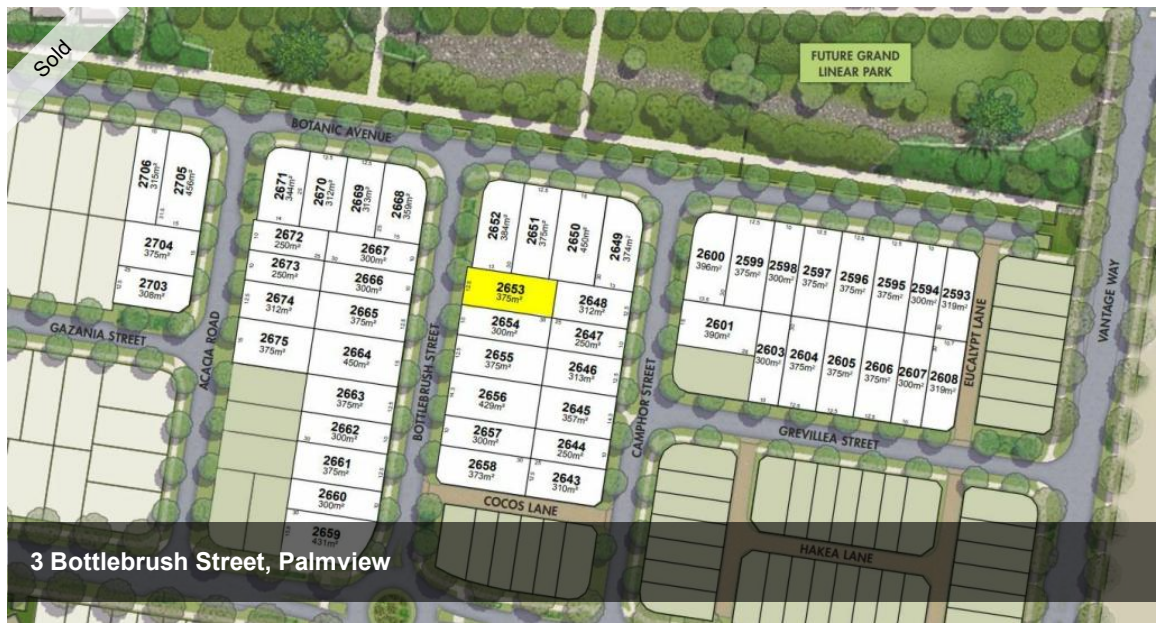 Sold
FUTURE GRAND
LINEAR PARK
BOTANIC AVENUE
VANTAGE WAY
2706
315m²
2705
456m²
2704
375m²
2703
308m²
GAZANIA STREET
ACACIA ROAD
2671
344m²
2670
312m²
2669
313m²
2668
359m²
2672
250m²
2667
300m²
2673
250m²
2666
300m²
2674
312m²
2665
375m²
2675
375m²
2664
450m²
2663
375m²
2662
300m²
2661
375m²
2660
300m²
2659
431m²
BOTTLEBRUSH STREET
2652
384m²
2651
375m²
2650
450m²
2649
374m²
2653
375m²
2648
312m²
2654
300m²
2647
250m²
2655
375m²
2646
313m²
2656
429m²
2645
357m²
2657
300m²
2644
250m²
2658
373m²
2643
310m²
COCOS LANE
CAMPHOR STREET
2600
396m²
2599
375m²
2598
300m²
2597
375m²
2596
375m²
2595
375m²
2594
300m²
2593
319m²
2601
390m²
2603
300m²
2604
375m²
2605
375m²
2606
375m²
2607
300m²
2608
319m²
EUCALYPT LANE
GREVILLEA STREET
HAKEA LANE
3 Bottlebrush Street, Palmview